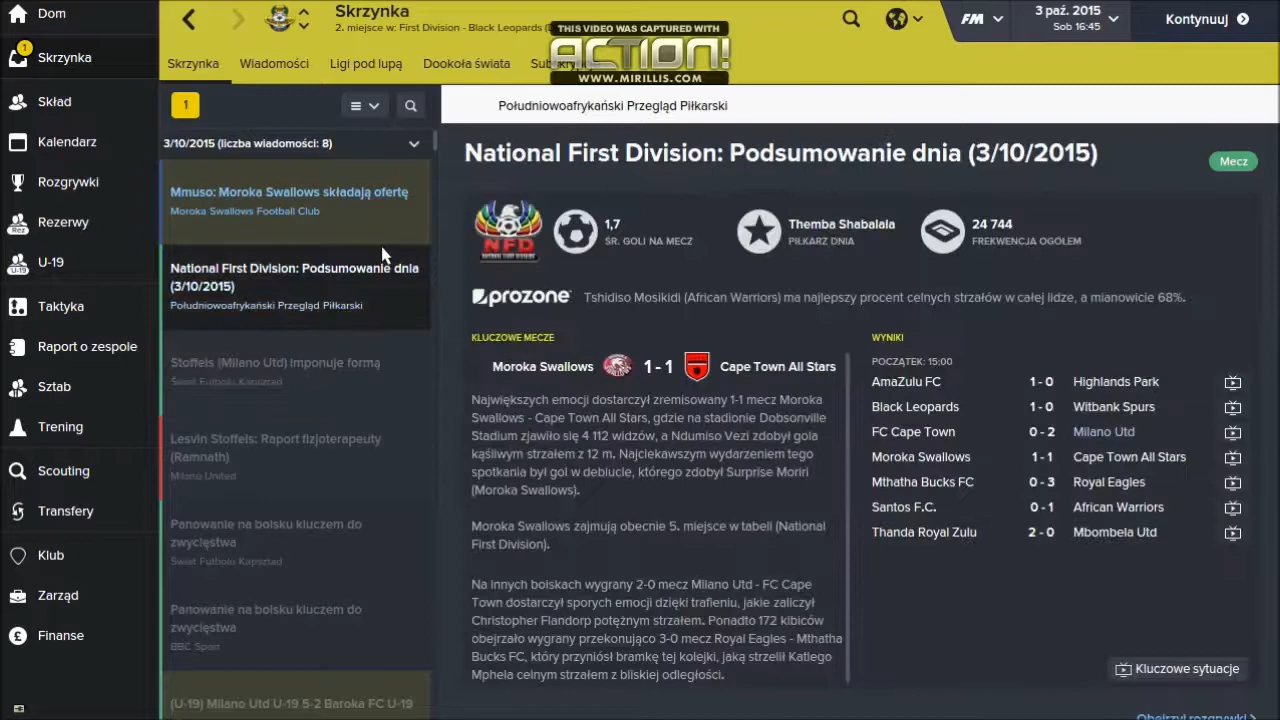 Dom
1
Skrzynka
Skład
Kalendarz
Rozgrywki
Rez
Rezerwy
U-19
U-19
Taktyka
Raport o zespole
Sztab
Trening
Scouting
Transfery
Klub
Zarząd
Finanse
Skrzynka
2. miejsce w: First Division - Black Leopards
THIS VIDEO WAS CAPTURED WITH
ACTION!
WWW.MIRILLIS.COM
FM
3 paź. 2015
Sob 16:45
Kontynuuj
Skrzynka
Wiadomości
Ligi pod lupą
Dookoła świata
1
3/10/2015 (liczba wiadomości: 8)
Mmuso: Moroka Swallows składają ofertę
Moroka Swallows Football Club
National First Division: Podsumowanie dnia
(3/10/2015)
Południowoafrykański Przegląd Piłkarski
Stoffels (Milano Utd) imponuje formą
Świat Futbolu Kapsztad
Lesvin Stoffels: Raport fizjoterapeuty
(Ramnath)
Milano United
Panowanie na boisku kluczem do
zwycięstwa
Świat Futbolu Kapsztad
Panowanie na boisku kluczem do
zwycięstwa
BBC Sport
(U-19) Milano Utd U-19 5-2 Baroka FC U-19
Południowoafrykański Przegląd Piłkarski
National First Division: Podsumowanie dnia (3/10/2015)
Mecz
NFD
1,7
ŚR. GOLI NA MECZ
Themba Shabalala
PIŁKARZ DNIA
24 744
FREKWENCJA OGÓŁEM
prozone
Tshidiso Mosikidi (African Warriors) ma najlepszy procent celnych strzałów w całej lidze, a mianowicie 68%.
KLUCZOWE MECZE
Moroka Swallows 1 - 1 Cape Town All Stars
Największych emocji dostarczył zremisowany 1-1 mecz Moroka
Swallows - Cape Town All Stars, gdzie na stadionie Dobsonville
Stadium zjawiło się 4 112 widzów, a Ndumiso Vezi zdobył gola
kąśliwym strzałem z 12 m. Najciekawszym wydarzeniem tego
spotkania był gol w debiucie, którego zdobył Surprise Moriri
(Moroka Swallows).
Moroka Swallows zajmują obecnie 5. miejsce w tabeli (National
First Division).
Na innych boiskach wygrany 2-0 mecz Milano Utd - FC Cape
Town dostarczył sporych emocji dzięki trafieniu, jakie zaliczył
Christopher Flandorp potężnym strzałem. Ponadto 172 kibiców
obejrzało wygrany przekonująco 3-0 mecz Royal Eagles - Mthatha
Bucks FC, który przyniósł bramkę tej kolejki, jaką strzelił Katlego
Mphela celnym strzałem z bliskiej odległości.
WYNIKI
POCZĄTEK: 15:00
AmaZulu FC 1 - 0 Highlands Park
Black Leopards 1 - 0 Witbank Spurs
FC Cape Town 0 - 2 Milano Utd
Moroka Swallows 1 - 1 Cape Town All Stars
Mthatha Bucks FC 0 - 3 Royal Eagles
Santos F.C. 0 - 1 African Warriors
Thanda Royal Zulu 2 - 0 Mbombela Utd
Kluczowe sytuacje
Obejrzyj rozgrywki